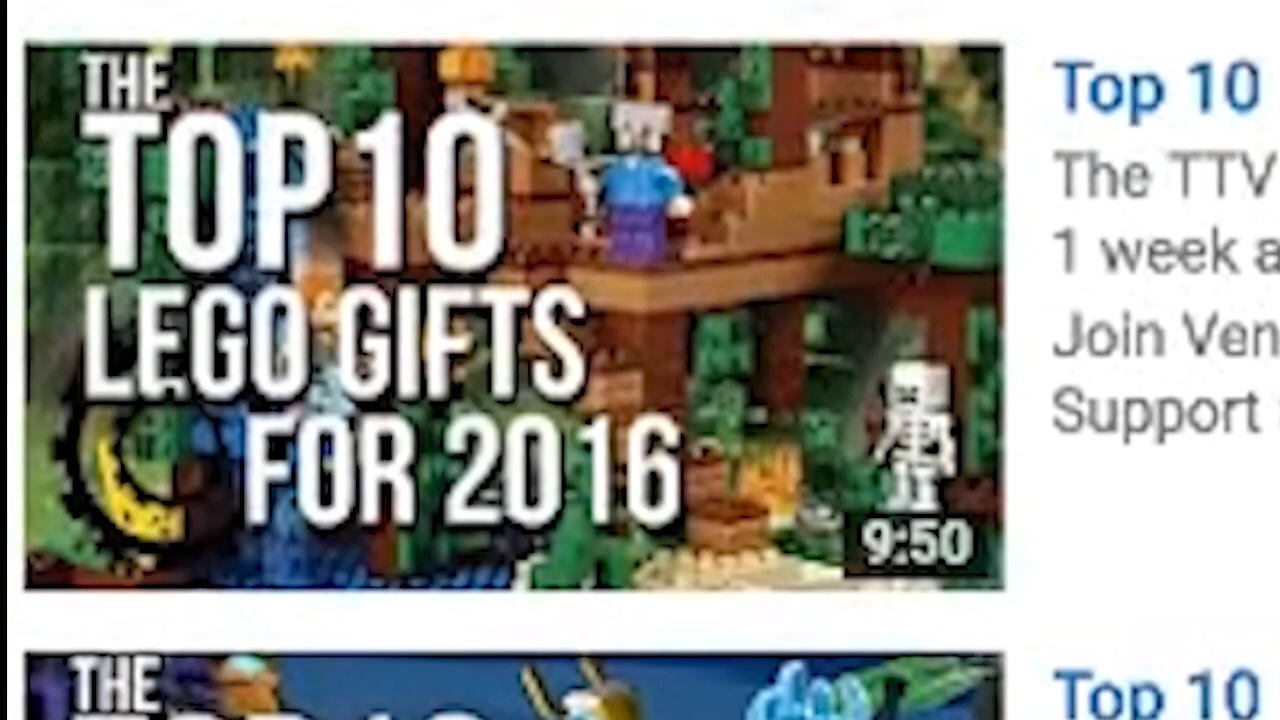 THE
TOP 10
LEGO GIFTS
FOR 2016
9:50
Top 10
The TTV
1 week a
Join Ven
Support
THE
Top 10